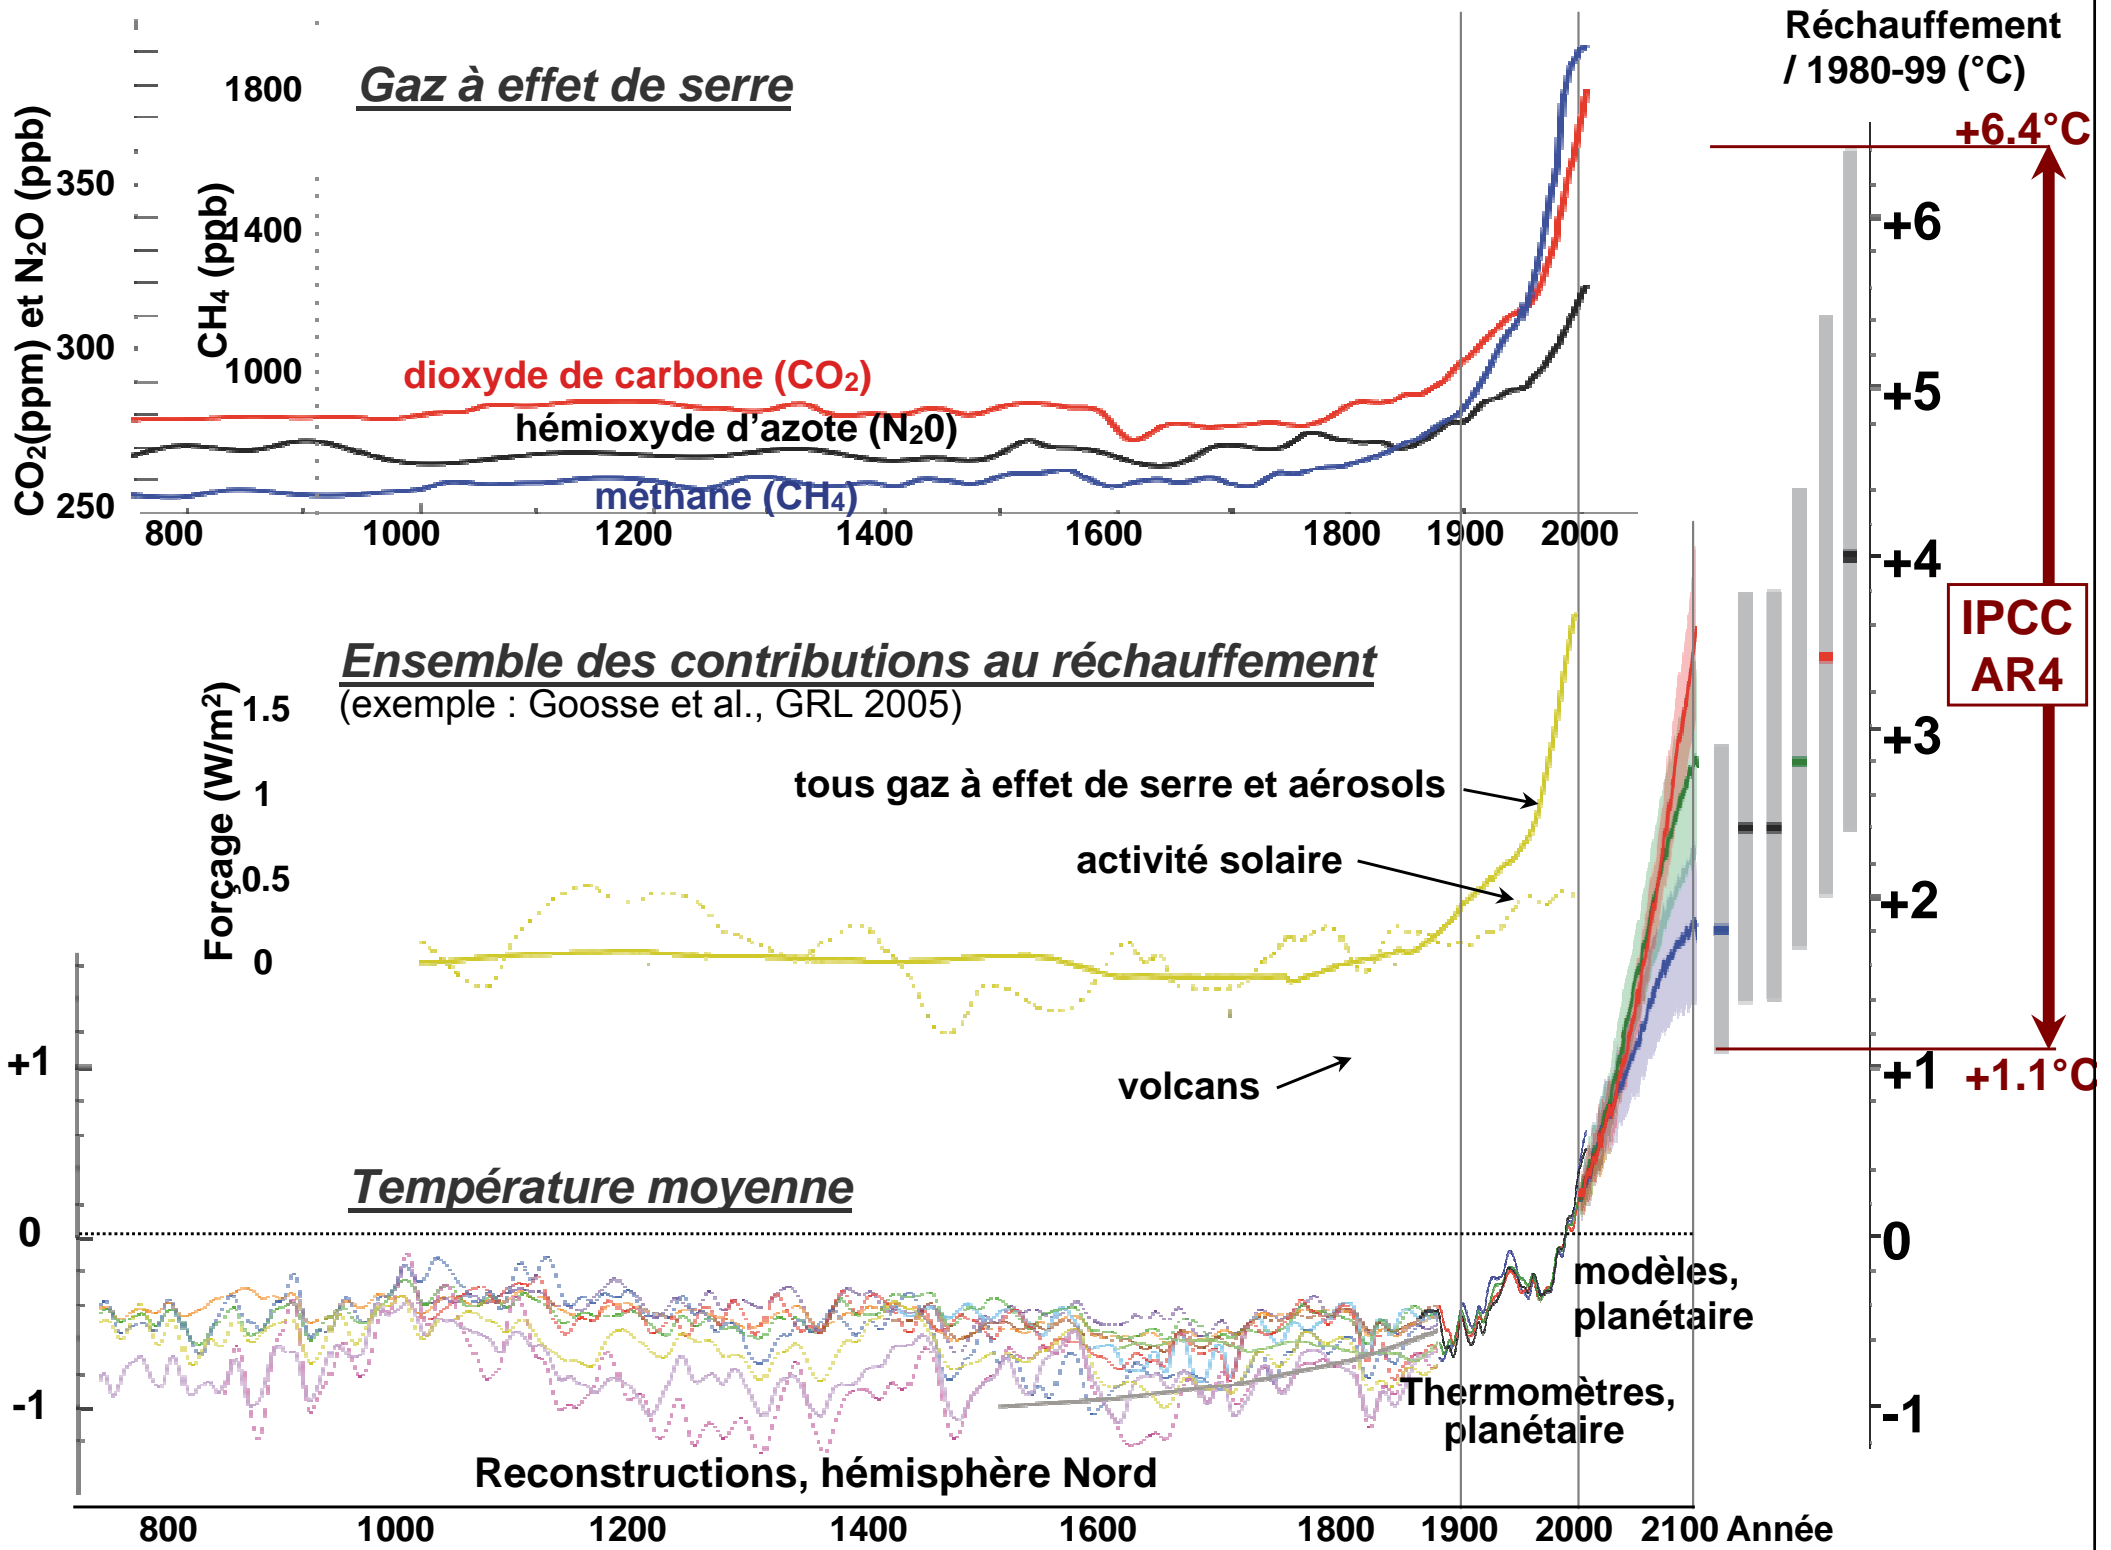 Réchauffement
/ 1980-99 (°C)
Gaz à effet de serre
CO₂(ppm) et N₂O (ppb)
350
300
250
CH₄ (ppb)
1800
1400
1000
dioxyde de carbone (CO₂)
hémioxyde d'azote (N₂0)
méthane (CH₄)
800 1000 1200 1400 1600 1800 1900 2000
+6.4°C
+6
+5
+4
+3
+2
+1
0
-1
IPCC
AR4
+1.1°C
Ensemble des contributions au réchauffement
(exemple : Goosse et al., GRL 2005)
Forçage (W/m²)
1.5
1
0.5
0
tous gaz à effet de serre et aérosols
activité solaire
volcans
Température moyenne
+1
0
-1
modèles,
planétaire
Thermomètres,
planétaire
Reconstructions, hémisphère Nord
800 1000 1200 1400 1600 1800 1900 2000 2100 Année